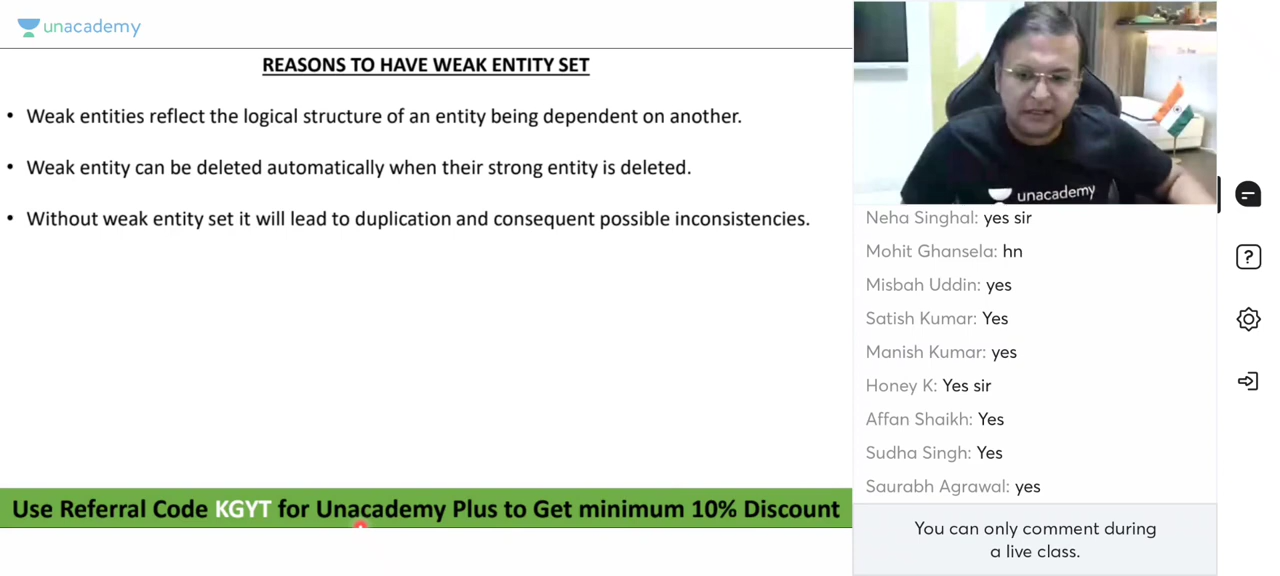 unacademy
REASONS TO HAVE WEAK ENTITY SET
• Weak entities reflect the logical structure of an entity being dependent on another.
• Weak entity can be deleted automatically when their strong entity is deleted.
• Without weak entity set it will lead to duplication and consequent possible inconsistencies.
Use Referral Code KGYT for Unacademy Plus to Get minimum 10% Discount
unacademy
Neha Singhal: yes sir
Mohit Ghansela: hn
Misbah Uddin: yes
Satish Kumar: Yes
Manish Kumar: yes
Honey K: Yes sir
Affan Shaikh: Yes
Sudha Singh: Yes
Saurabh Agrawal: yes
You can only comment during
a live class.
?